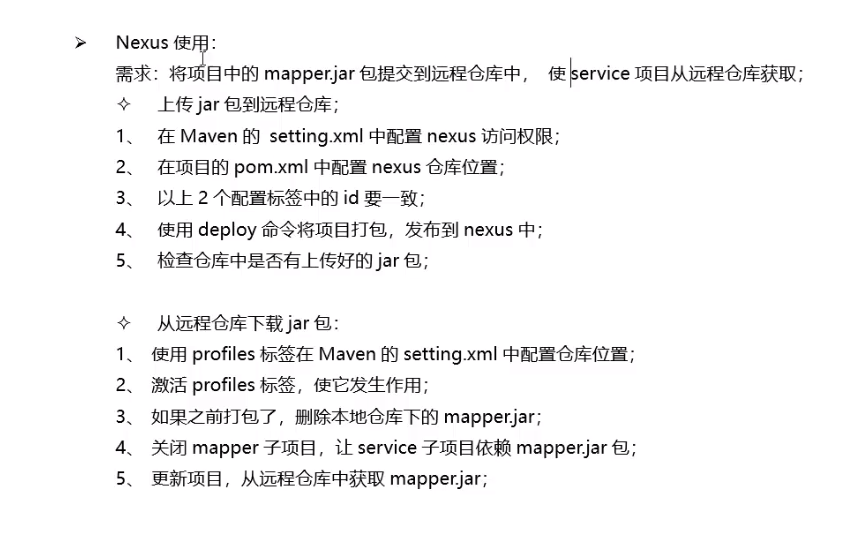 ➢ Nexus 使用：
需求：将项目中的 mapper.jar 包提交到远程仓库中， 使 service 项目从远程仓库获取；
✧ 上传 jar 包到远程仓库；
1、 在 Maven 的 setting.xml 中配置 nexus 访问权限；
2、 在项目的 pom.xml 中配置 nexus 仓库位置；
3、 以上 2 个配置标签中的 id 要一致；
4、 使用 deploy 命令将项目打包，发布到 nexus 中；
5、 检查仓库中是否有上传好的 jar 包；
✧ 从远程仓库下载 jar 包：
1、 使用 profiles 标签在 Maven 的 setting.xml 中配置仓库位置；
2、 激活 profiles 标签，使它发生作用；
3、 如果之前打包了，删除本地仓库下的 mapper.jar；
4、 关闭 mapper 子项目，让 service 子项目依赖 mapper.jar 包；
5、 更新项目，从远程仓库中获取 mapper.jar；